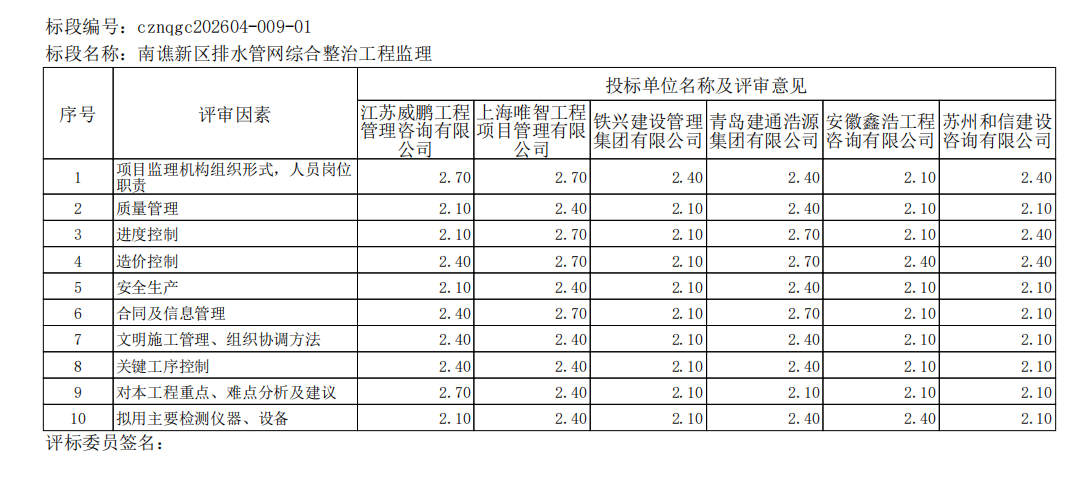 标段编号：cznqgc202604-009-01
标段名称：南谯新区排水管网综合整治工程监理
序号 评审因素 投标单位名称及评审意见
江苏威鹏工程管理咨询有限公司 上海唯智工程项目管理有限公司 铁兴建设管理集团有限公司 青岛建通浩源集团有限公司 安徽鑫浩工程咨询有限公司 苏州和信建设咨询有限公司
1 项目监理机构组织形式，人员岗位职责 2.70 2.70 2.40 2.40 2.10 2.40
2 质量管理 2.10 2.40 2.10 2.40 2.10 2.10
3 进度控制 2.10 2.70 2.10 2.70 2.10 2.40
4 造价控制 2.40 2.70 2.10 2.70 2.40 2.40
5 安全生产 2.10 2.40 2.10 2.40 2.10 2.10
6 合同及信息管理 2.40 2.70 2.10 2.70 2.10 2.10
7 文明施工管理、组织协调方法 2.40 2.40 2.10 2.40 2.10 2.10
8 关键工序控制 2.40 2.40 2.10 2.40 2.10 2.10
9 对本工程重点、难点分析及建议 2.70 2.40 2.10 2.10 2.10 2.10
10 拟用主要检测仪器、设备 2.10 2.40 2.10 2.40 2.40 2.10
评标委员签名：